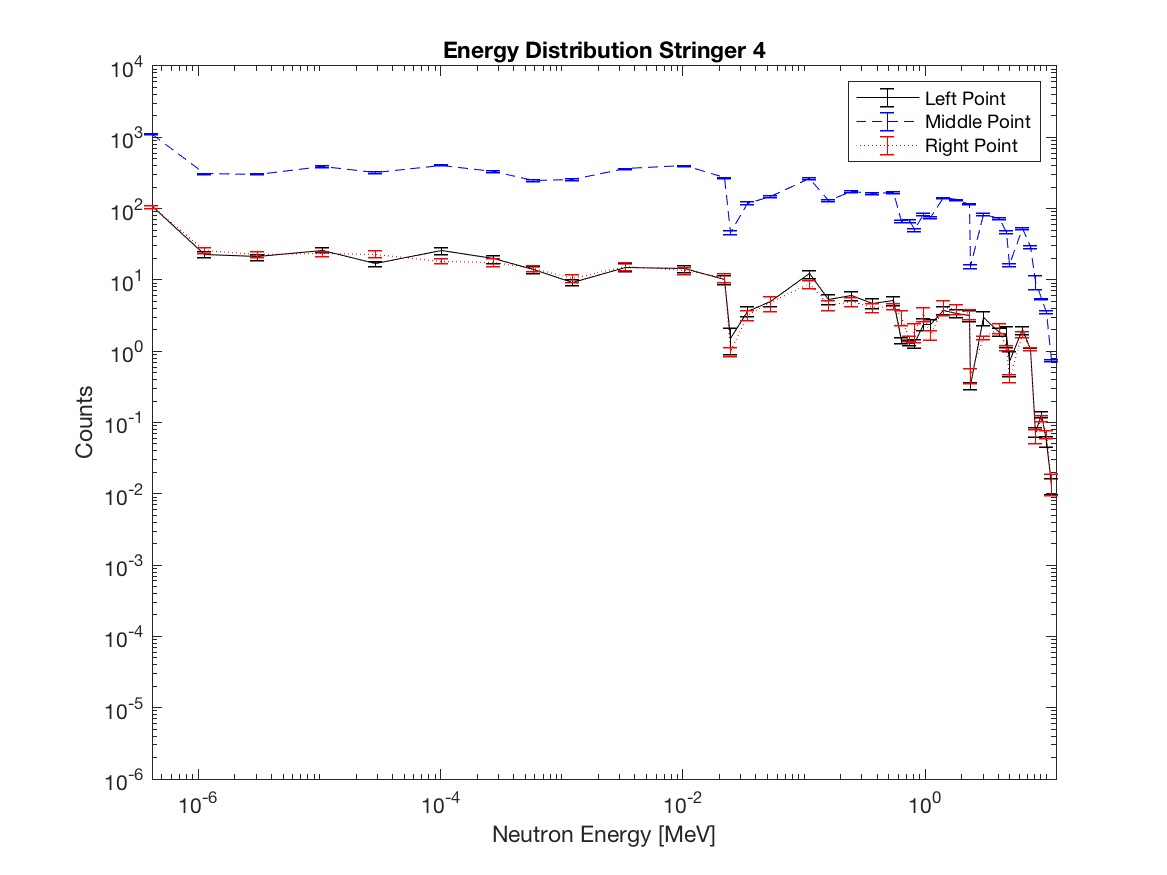 Energy Distribution Stringer 4
Left Point
Middle Point
Right Point
10^4
10^3
10^2
10^1
10^0
10^-1
10^-2
10^-3
10^-4
10^-5
10^-6
Counts
10^-6 10^-4 10^-2 10^0
Neutron Energy [MeV]